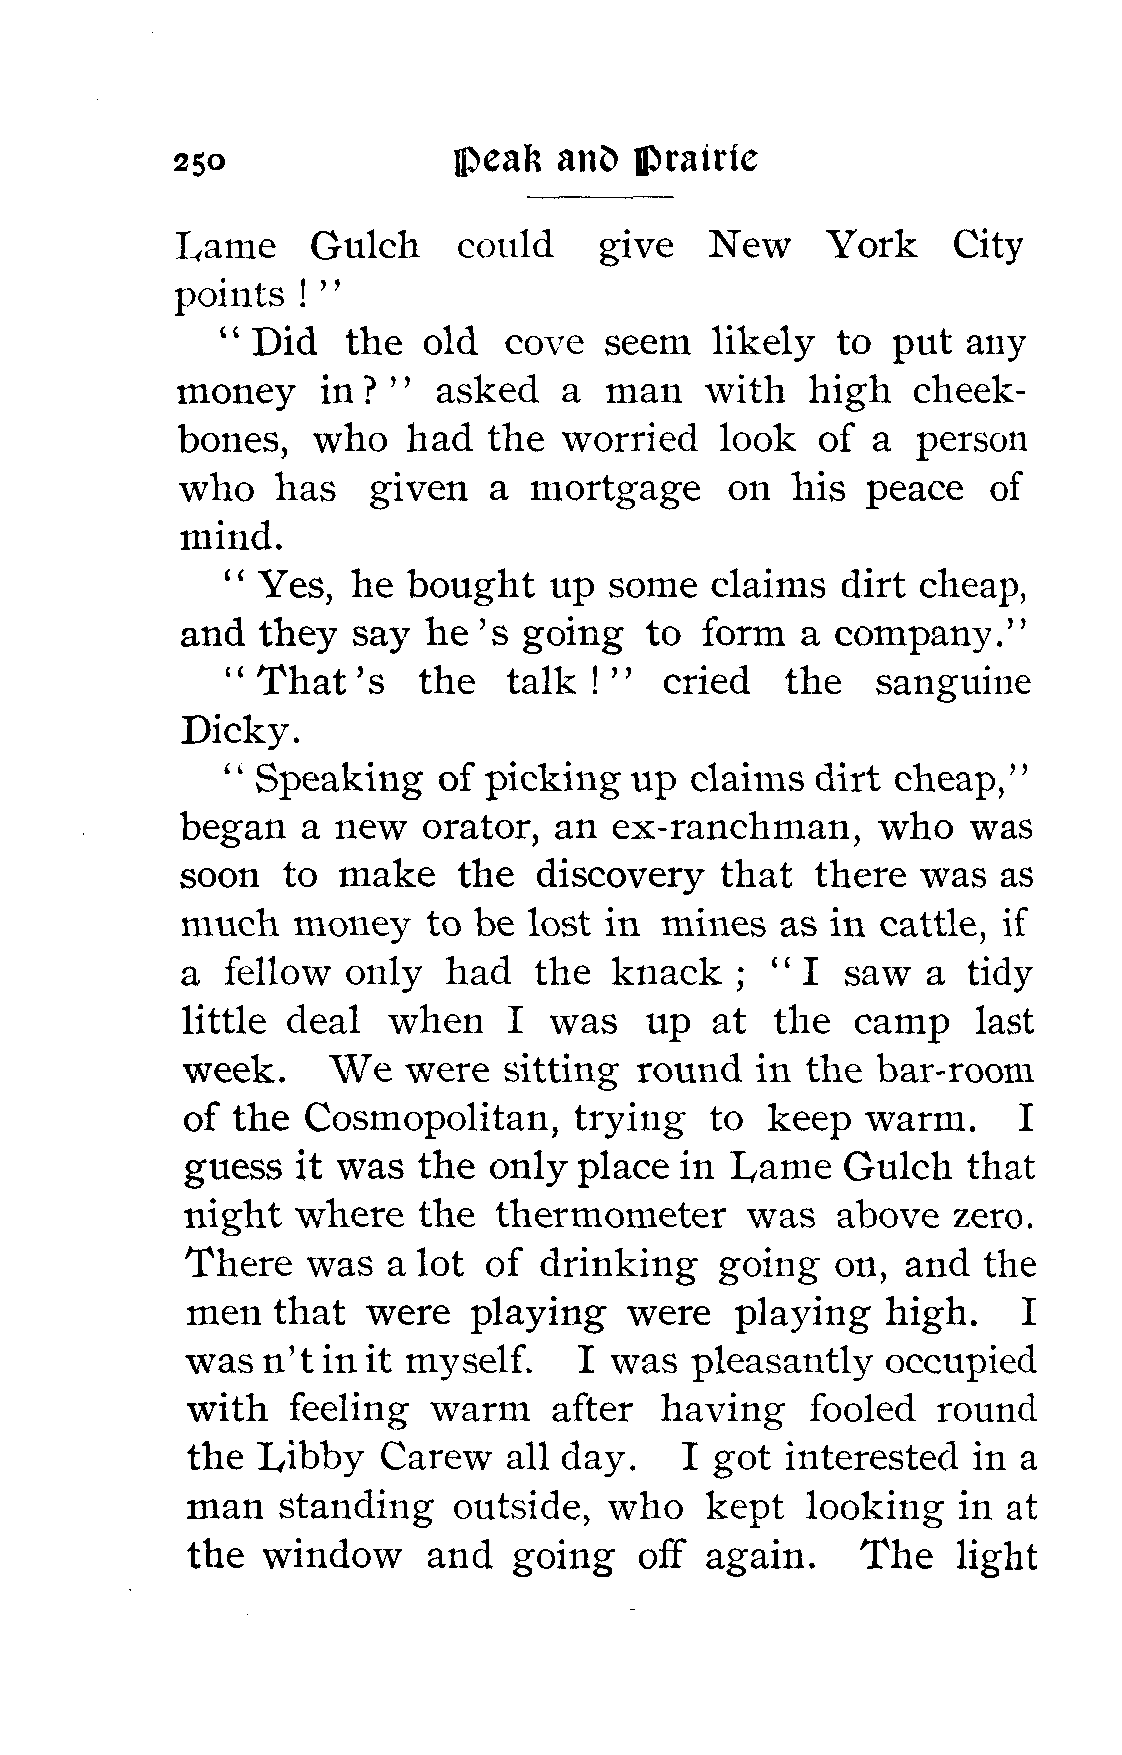 250 Peak and Prairie
Lame Gulch could give New York City
points ! "
" Did the old cove seem likely to put any
money in ? " asked a man with high cheek-
bones, who had the worried look of a person
who has given a mortgage on his peace of
mind.
" Yes, he bought up some claims dirt cheap,
and they say he 's going to form a company."
" That 's the talk ! " cried the sanguine
Dicky.
" Speaking of picking up claims dirt cheap,"
began a new orator, an ex-ranchman, who was
soon to make the discovery that there was as
much money to be lost in mines as in cattle, if
a fellow only had the knack ; " I saw a tidy
little deal when I was up at the camp last
week. We were sitting round in the bar-room
of the Cosmopolitan, trying to keep warm. I
guess it was the only place in Lame Gulch that
night where the thermometer was above zero.
There was a lot of drinking going on, and the
men that were playing were playing high. I
was n't in it myself. I was pleasantly occupied
with feeling warm after having fooled round
the Libby Carew all day. I got interested in a
man standing outside, who kept looking in at
the window and going off again. The light